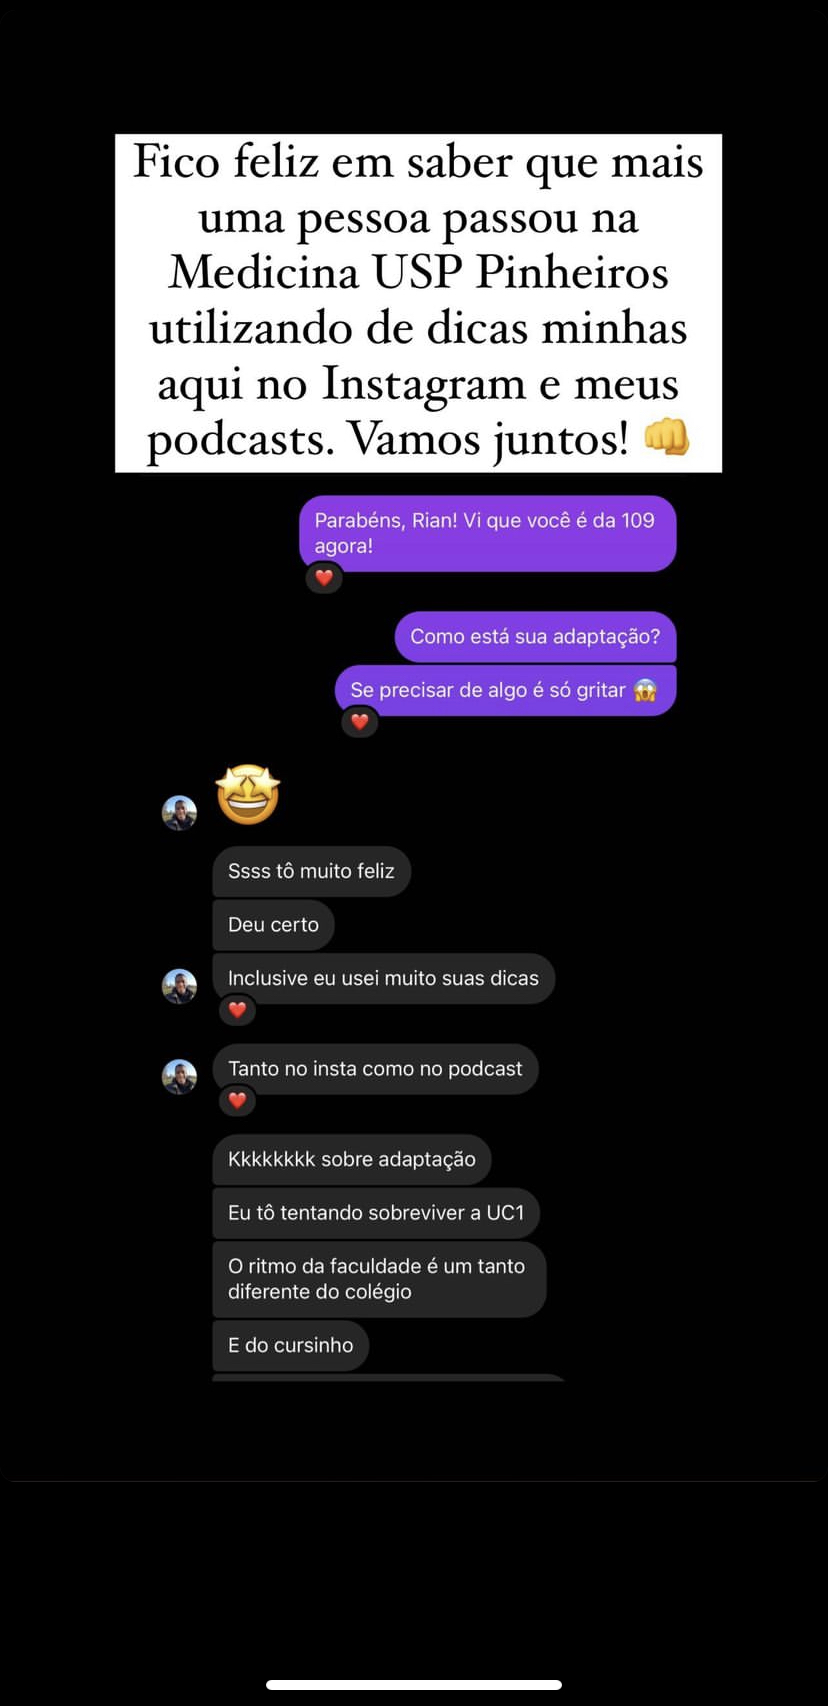 Fico feliz em saber que mais
uma pessoa passou na
Medicina USP Pinheiros
utilizando de dicas minhas
aqui no Instagram e meus
podcasts. Vamos juntos! 👊
Parabéns, Rian! Vi que você é da 109
agora!
Como está sua adaptação?
Se precisar de algo é só gritar 😱
Ssss tô muito feliz
Deu certo
Inclusive eu usei muito suas dicas
Tanto no insta como no podcast
Kkkkkkkk sobre adaptação
Eu tô tentando sobreviver a UC1
O ritmo da faculdade é um tanto
diferente do colégio
E do cursinho